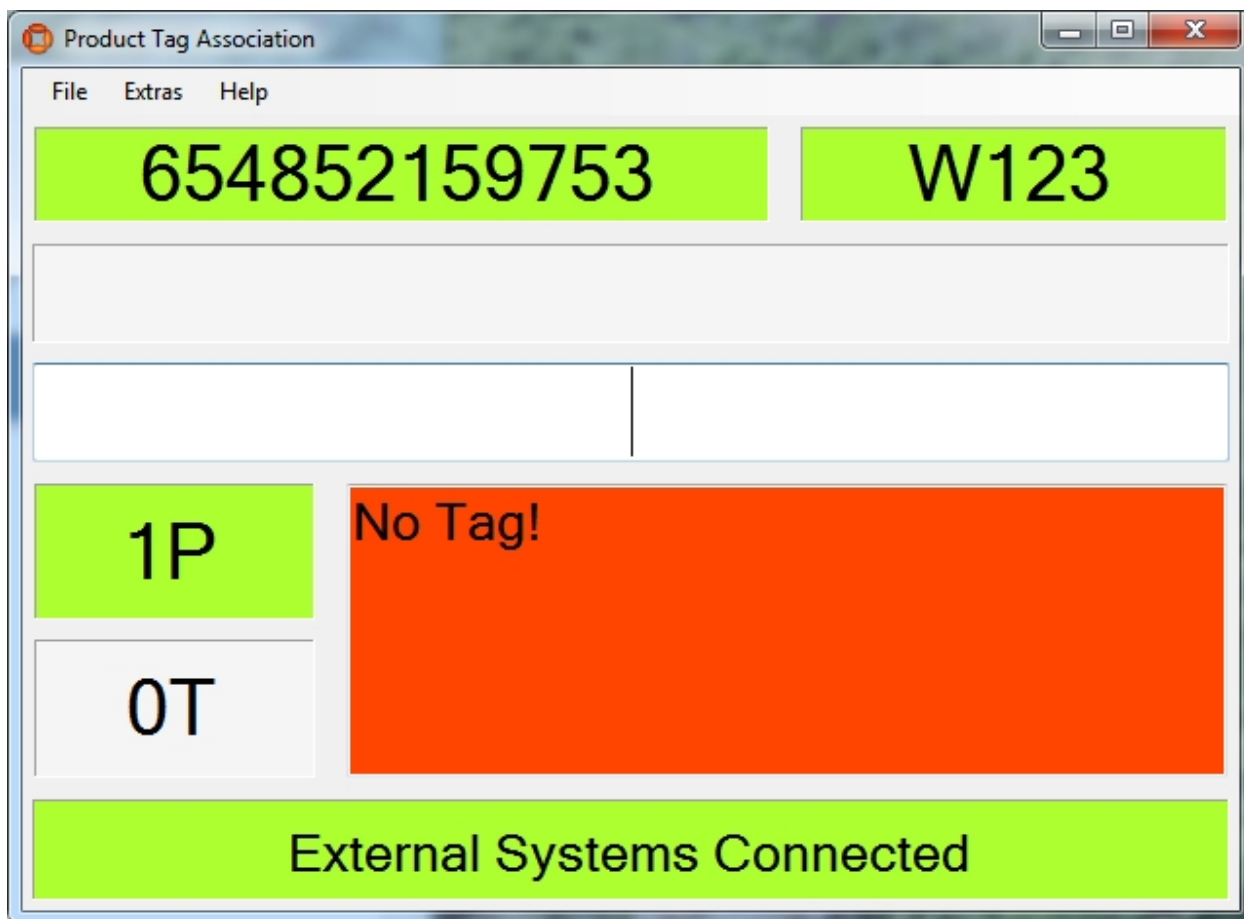 Product Tag Association
File Extras Help
654852159753 W123
1P
No Tag!
0T
External Systems Connected